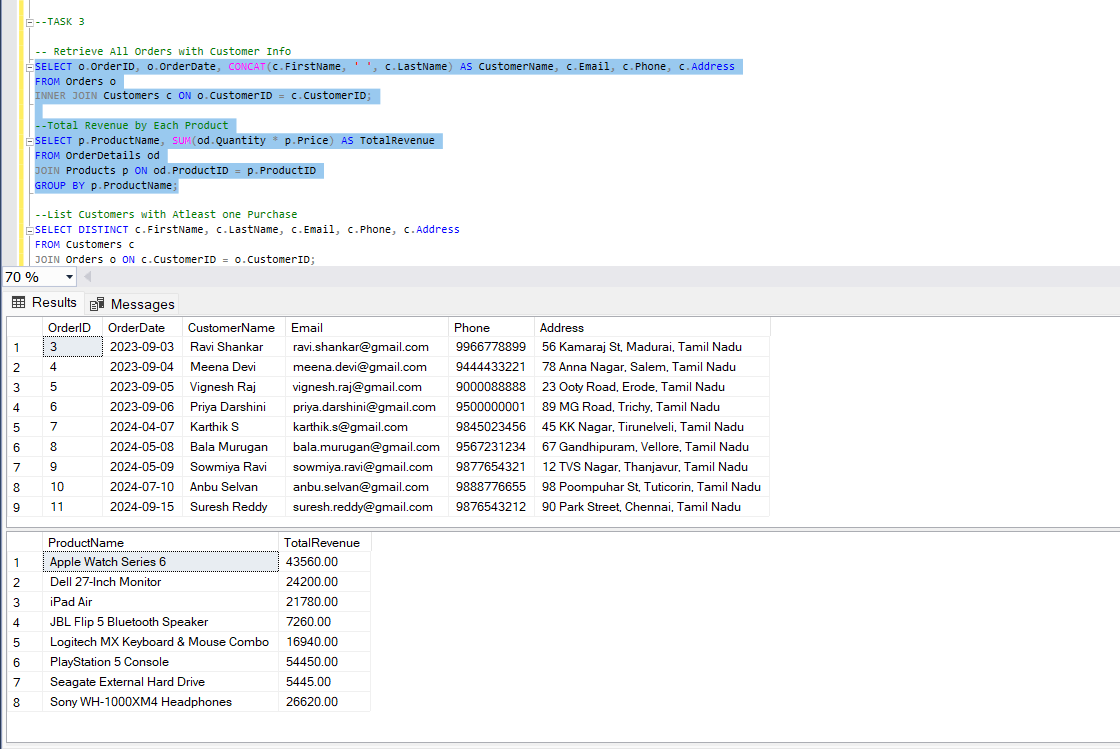 --TASK 3
-- Retrieve All Orders with Customer Info
SELECT o.OrderID, o.OrderDate, CONCAT(c.FirstName, ' ', c.LastName) AS CustomerName, c.Email, c.Phone, c.Address
FROM Orders o
INNER JOIN Customers c ON o.CustomerID = c.CustomerID;
--Total Revenue by Each Product
SELECT p.ProductName, SUM(od.Quantity * p.Price) AS TotalRevenue
FROM OrderDetails od
JOIN Products p ON od.ProductID = p.ProductID
GROUP BY p.ProductName;
--List Customers with Atleast one Purchase
SELECT DISTINCT c.FirstName, c.LastName, c.Email, c.Phone, c.Address
FROM Customers c
JOIN Orders o ON c.CustomerID = o.CustomerID;
70 %
Results Messages
OrderID OrderDate CustomerName Email Phone Address
1 3 2023-09-03 Ravi Shankar ravi.shankar@gmail.com 9966778899 56 Kamaraj St, Madurai, Tamil Nadu
2 4 2023-09-04 Meena Devi meena.devi@gmail.com 9444433221 78 Anna Nagar, Salem, Tamil Nadu
3 5 2023-09-05 Vignesh Raj vignesh.raj@gmail.com 9000088888 23 Ooty Road, Erode, Tamil Nadu
4 6 2023-09-06 Priya Darshini priya.darshini@gmail.com 9500000001 89 MG Road, Trichy, Tamil Nadu
5 7 2024-04-07 Karthik S karthik.s@gmail.com 9845023456 45 KK Nagar, Tirunelveli, Tamil Nadu
6 8 2024-05-08 Bala Murugan bala.murugan@gmail.com 9567231234 67 Gandhipuram, Vellore, Tamil Nadu
7 9 2024-05-09 Sowmiya Ravi sowmiya.ravi@gmail.com 9877654321 12 TVS Nagar, Thanjavur, Tamil Nadu
8 10 2024-07-10 Anbu Selvan anbu.selvan@gmail.com 9888776655 98 Poompuhar St, Tuticorin, Tamil Nadu
9 11 2024-09-15 Suresh Reddy suresh.reddy@gmail.com 9876543212 90 Park Street, Chennai, Tamil Nadu
ProductName TotalRevenue
1 Apple Watch Series 6 43560.00
2 Dell 27-Inch Monitor 24200.00
3 iPad Air 21780.00
4 JBL Flip 5 Bluetooth Speaker 7260.00
5 Logitech MX Keyboard & Mouse Combo 16940.00
6 PlayStation 5 Console 54450.00
7 Seagate External Hard Drive 5445.00
8 Sony WH-1000XM4 Headphones 26620.00